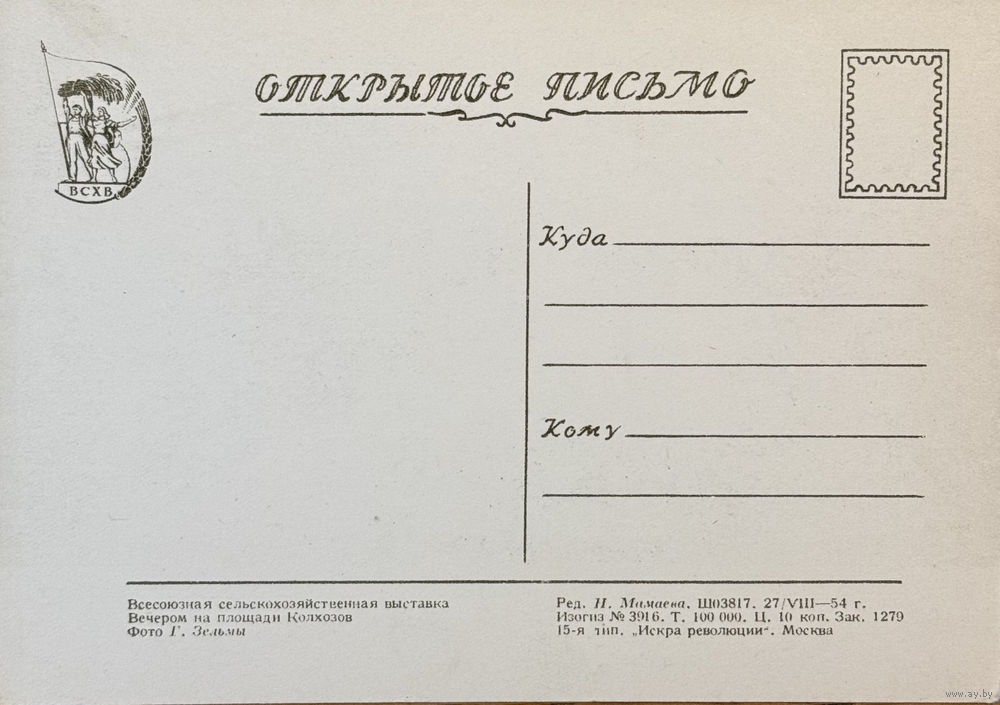 ОТКРЫТОЕ ПИСЬМО
ВСХВ
Куда
Кому
Всесоюзная сельскохозяйственная выставка
Вечером на площади Колхозов
Фото Г. Зельмы
Ред. Н. Мамаева. Ш03817. 27/VIII—54 г.
Изогиз № 3916. Т. 100 000. Ц. 10 коп. Зак. 1279
15-я тип. „Искра революции“. Москва
www.ay.by